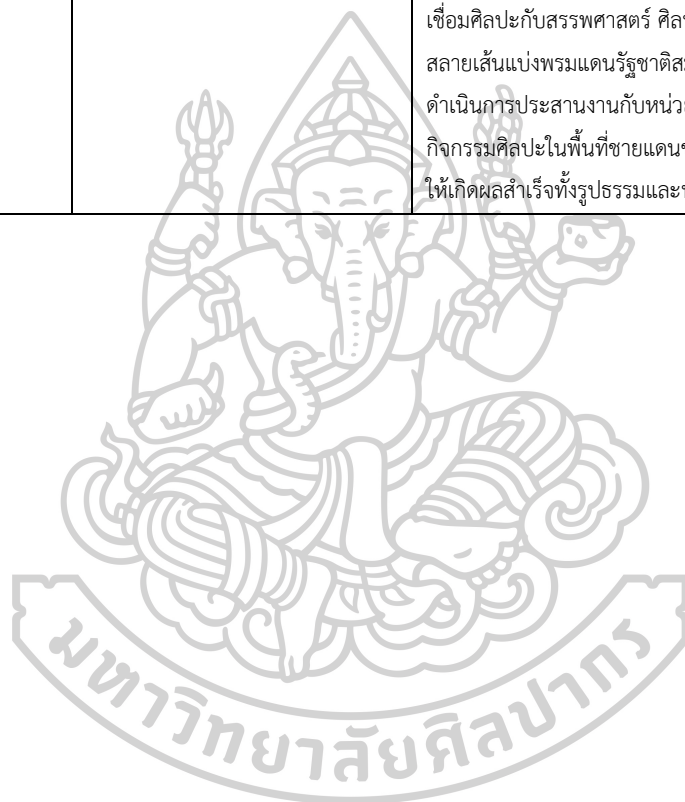 เชื่อมศิลปะกับสรรพศาสตร์
สลายเส้นแบ่งพรมแดนรัฐชาติ
ดำเนินการประสานงานกับ
กิจกรรมศิลปะในพื้นที่ชายแดน
ให้เกิดผลสำเร็จทั้งรูปธรรมและ
มหาวิทยาลัยศิลปากร